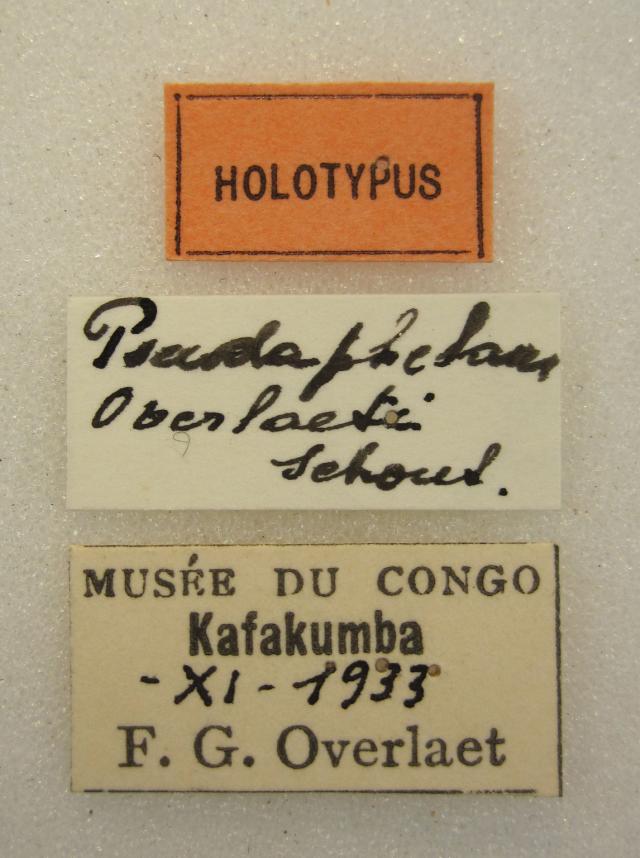 HOLOTYPUS
Pseudaphelaus
Overlaeti
Schout.
MUSÉE DU CONGO
Kafakumba
-XI-1933
F. G. Overlaet